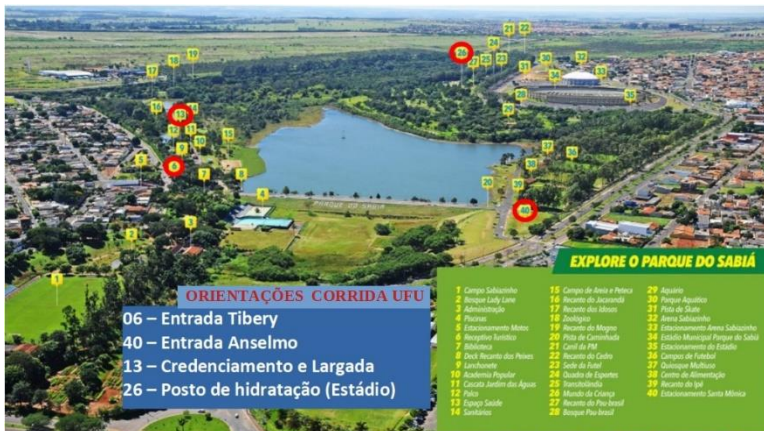 EXPLORE O PARQUE DO SABIÁ
PARQUE DO SABIÁ
ORIENTAÇÕES CORRIDA UFU
06 – Entrada Tibery
40 – Entrada Anselmo
13 – Credenciamento e Largada
26 – Posto de hidratação (Estádio)
1 Campo Sabiazinho
2 Bosque Lady Lane
3 Administração
4 Piscinas
5 Estacionamento Motos
6 Receptivo Turístico
7 Biblioteca
8 Deck Recanto dos Peixes
9 Lanchonete
10 Academia Popular
11 Cascata Jardim das Águas
12 Palco
13 Espaço Saúde
14 Sanitários
15 Campo de Areia e Peteca
16 Recanto do Jacarandá
17 Recanto dos Idosos
18 Zoológico
19 Recanto do Mogno
20 Pista de Caminhada
21 Canil da PM
22 Recanto do Cedro
23 Sede do Futel
24 Quadra de Esportes
25 Transitolândia
26 Mundo da Criança
27 Recanto do Pau-brasil
28 Bosque Pau-brasil
29 Aquário
30 Parque Aquático
31 Pista de Skate
32 Arena Sabiazinho
33 Estacionamento Arena Sabiazinho
34 Estádio Municipal Parque do Sabiá
35 Estacionamento do Estádio
36 Campos de Futebol
37 Quiosque Multiuso
38 Centro de Alimentação
39 Recanto do Ipê
40 Estacionamento Santa Mônica